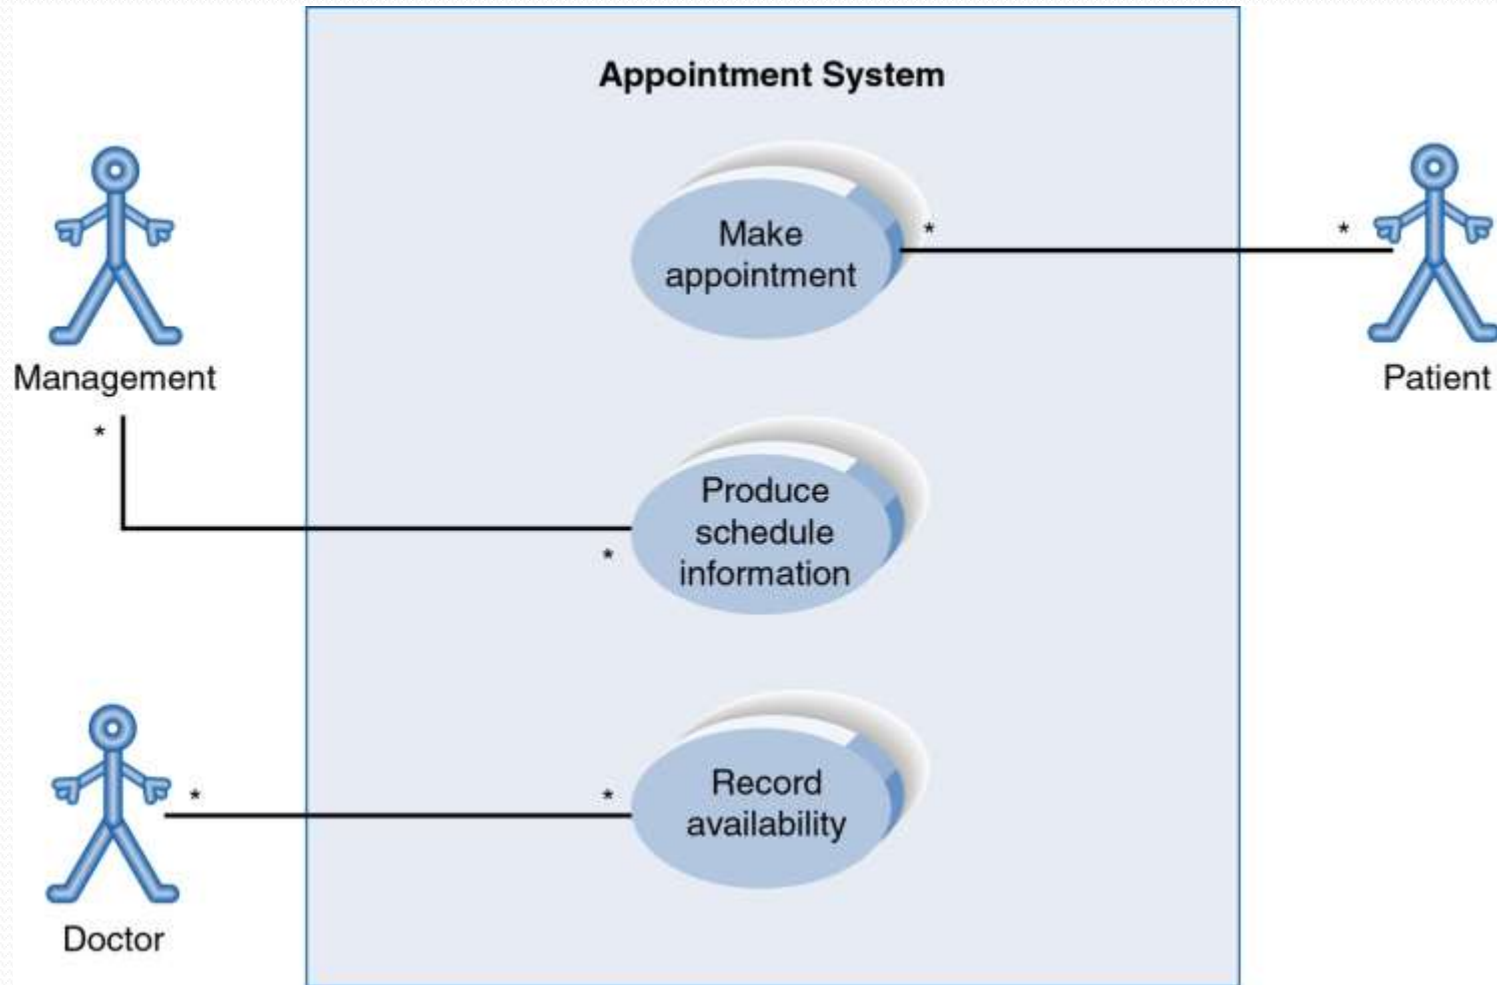 Appointment System
Make
appointment
*
*
Management
Patient
*
Produce
schedule
information
*
Record
availability
*
*
Doctor